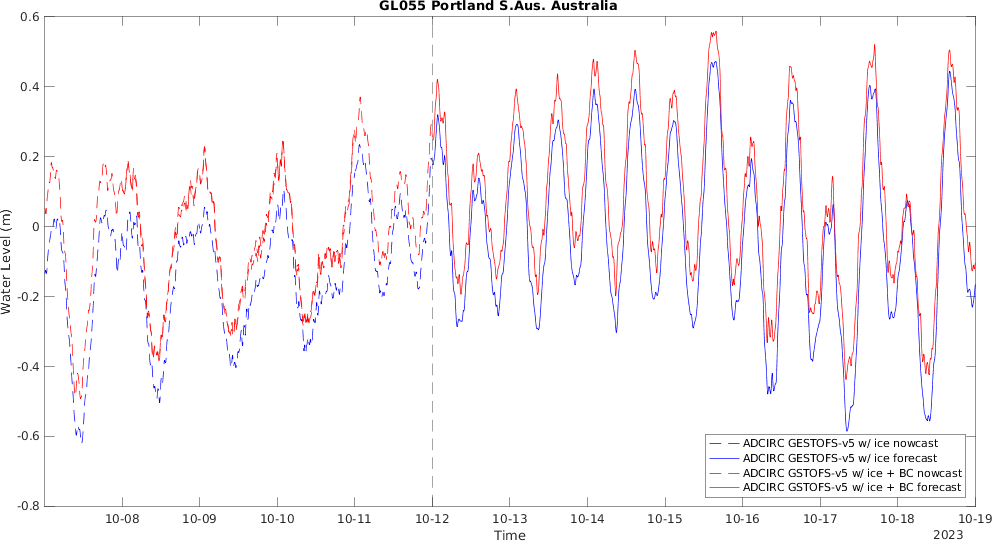 GL055 Portland S.Aus. Australia
Water Level (m)
0.6
0.4
0.2
0
-0.2
-0.4
-0.6
-0.8
10-08 10-09 10-10 10-11 10-12 10-13 10-14 10-15 10-16 10-17 10-18 10-19
Time
2023
ADCIRC GESTOFS-v5 w/ ice nowcast
ADCIRC GESTOFS-v5 w/ ice forecast
ADCIRC GSTOFS-v5 w/ ice + BC nowcast
ADCIRC GSTOFS-v5 w/ ice + BC forecast